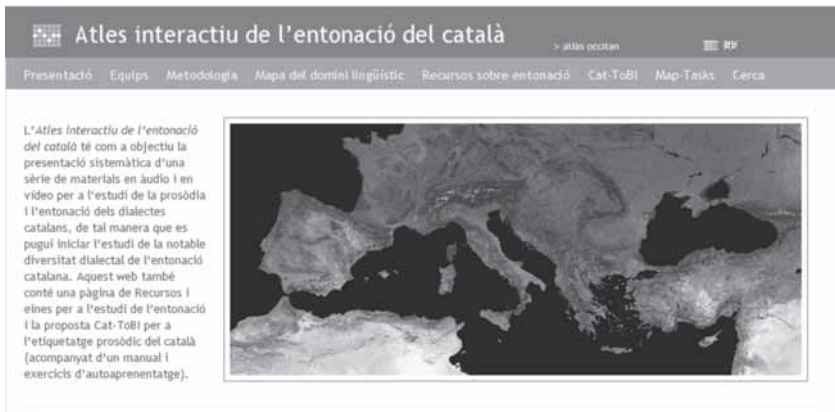 Atles interactiu de l'entonació del català
> atlàs occitan
Presentació Equips Metodologia Mapa del domini lingüístic Recursos sobre entonació Cat-ToBI Map-Tasks Cerca
L'Atles interactiu de l'entonació
del català té com a objectiu la
presentació sistemàtica d'una
sèrie de materials en àudio i en
vídeo per a l'estudi de la prosòdia
i l'entonació dels dialectes
catalans, de tal manera que es
pugui iniciar l'estudi de la notable
diversitat dialectal de l'entonació
catalana. Aquest web també
conté una pàgina de Recursos i
eines per a l'estudi de l'entonació
i la proposta Cat-ToBI per a
l'etiquetatge prosòdic del català
(acompanyat d'un manual i
exercicis d'autoaprenentatge).